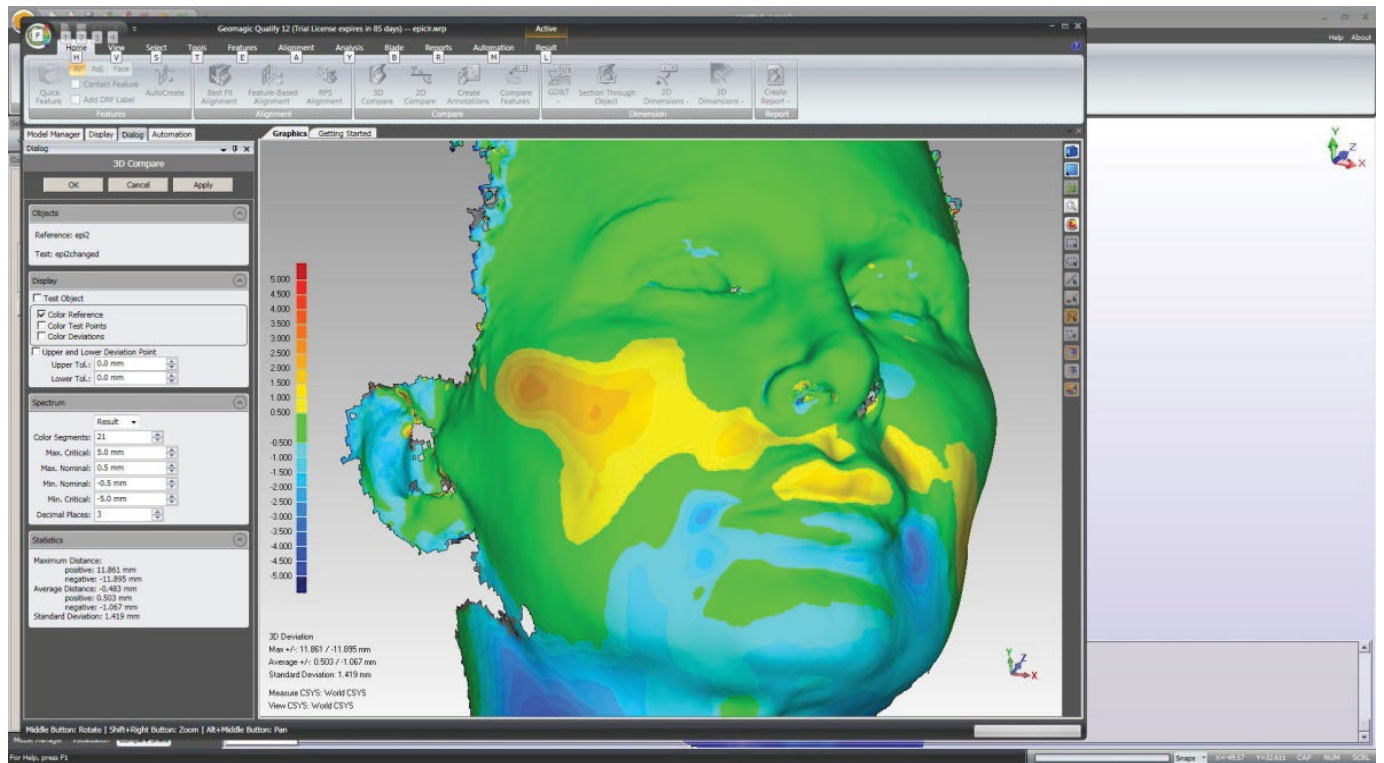 Geomagic Qualify 12 (Trial License expires in 85 days) -- epiclr.wrp
Active
Help About
Home View Select Tools Features Alignment Analysis Blade Reports Automation Result
H V S T E A Y B R M L
Quick Feature
All Adj. Face
Contact Feature
Add DRF Label
AutoCreate
Best Fit Alignment
Feature-Based Alignment
RPS Alignment
3D Compare
2D Compare
Create Annotations
Compare Features
GD&T
Section Through Object
2D Dimensions
3D Dimensions
Create Report
Features Alignment Compare Dimension Report
Model Manager Display Dialog Automation
Graphics Getting Started
Dialog
3D Compare
OK Cancel Apply
Objects
Reference: epi2
Test: epi2changed
Display
Test Object
Color Reference
Color Test Points
Color Deviations
Upper and Lower Deviation Point
Upper Tol.: 0.0 mm
Lower Tol.: 0.0 mm
Spectrum
Result
Color Segments: 21
Max. Critical: 5.0 mm
Max. Nominal: 0.5 mm
Min. Nominal: -0.5 mm
Min. Critical: -5.0 mm
Decimal Places: 3
Statistics
Maximum Distance:
positive: 11.861 mm
negative: -11.895 mm
Average Distance: -0.483 mm
positive: 0.503 mm
negative: -1.067 mm
Standard Deviation: 1.419 mm
5.000
4.500
4.000
3.500
3.000
2.500
2.000
1.500
1.000
0.500
-0.500
-1.000
-1.500
-2.000
-2.500
-3.000
-3.500
-4.000
-4.500
-5.000
3D Deviation
Max +/-: 11.861 / -11.895 mm
Average +/-: 0.503 / -1.067 mm
Standard Deviation: 1.419 mm
Measure CSYS: World CSYS
View CSYS: World CSYS
Y
Z
X
Y
Z
X
Middle Button: Rotate | Shift+Right Button: Zoom | Alt+Middle Button: Pan
For Help, press F1
Snaps X=-49.57 Y=32.615 CAP NUM SCRL